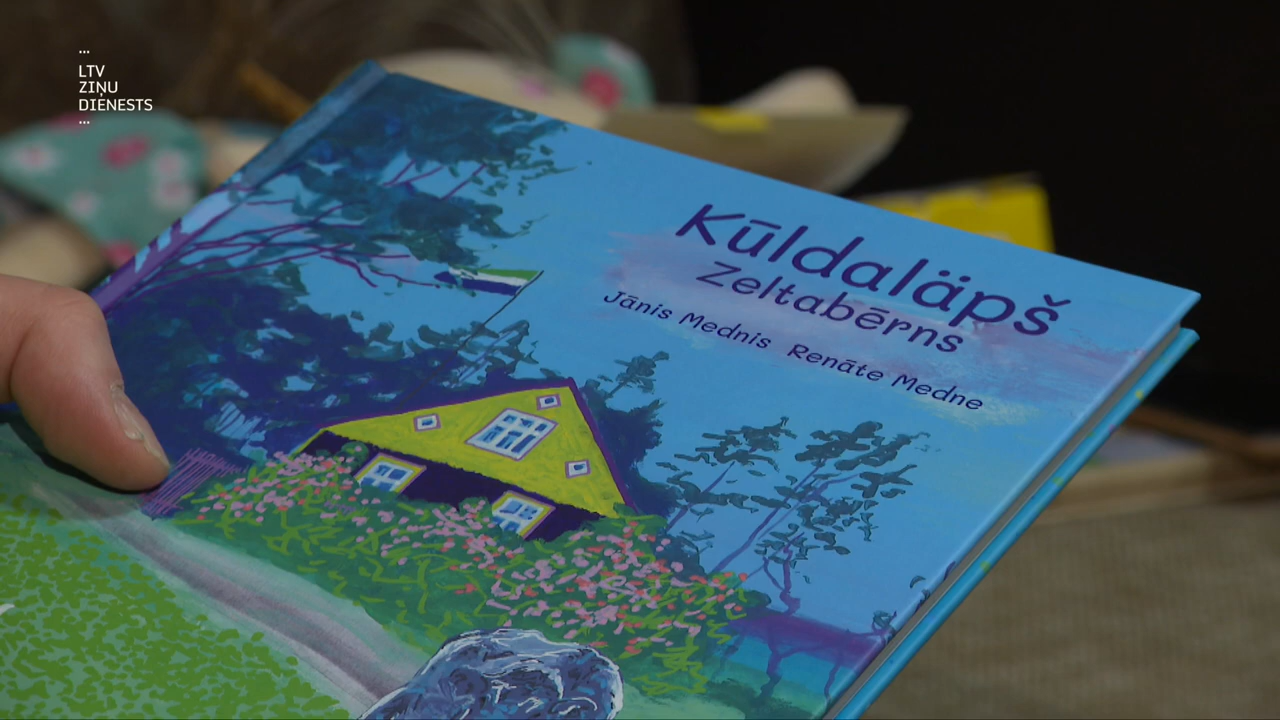 LTV
ZIŅU
DIENESTS
Kūldaläpš
Zeltabērns
Jānis Mednis Renāte Medne